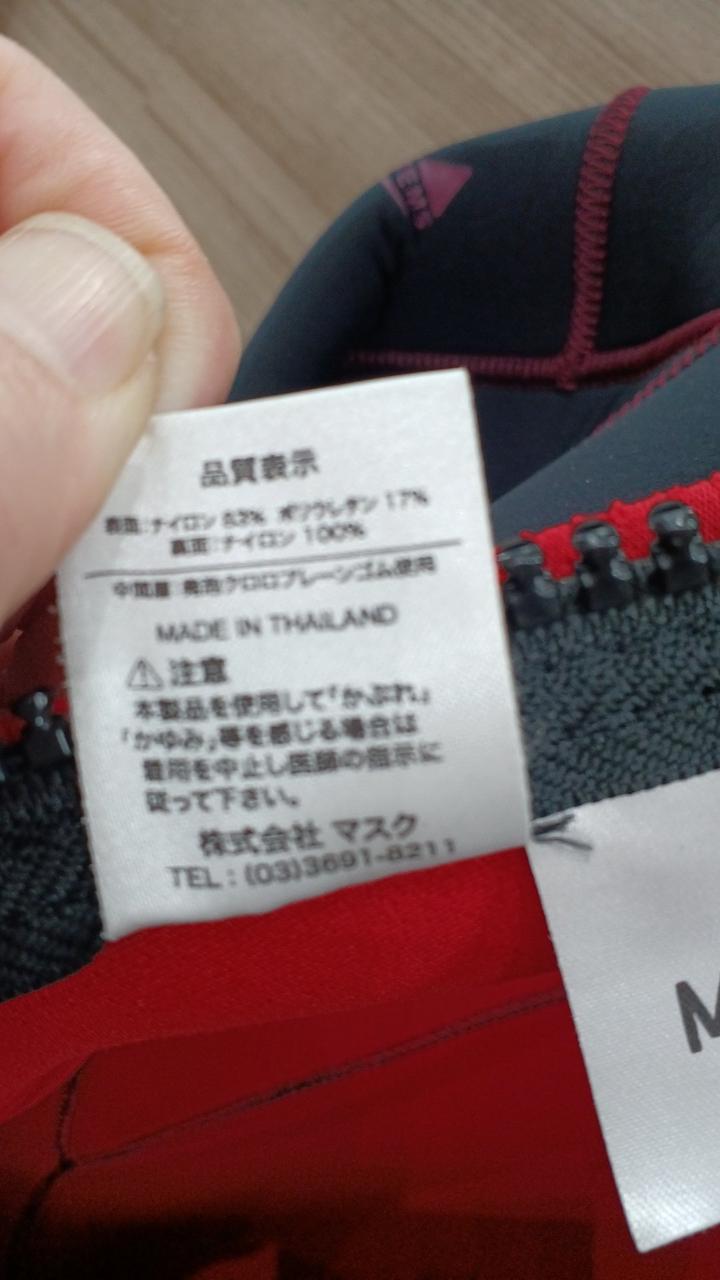 EMS
品質表示
表面:ナイロン 83% ポリウレタン 17%
裏面:ナイロン 100%
中間層:発泡クロロプレーンゴム使用
MADE IN THAILAND
⚠注意
本製品を使用して「かぶれ」
「かゆみ」等を感じる場合は
着用を中止し医師の指示に
従って下さい。
株式会社 マスク
TEL:(03)3691-8211
M